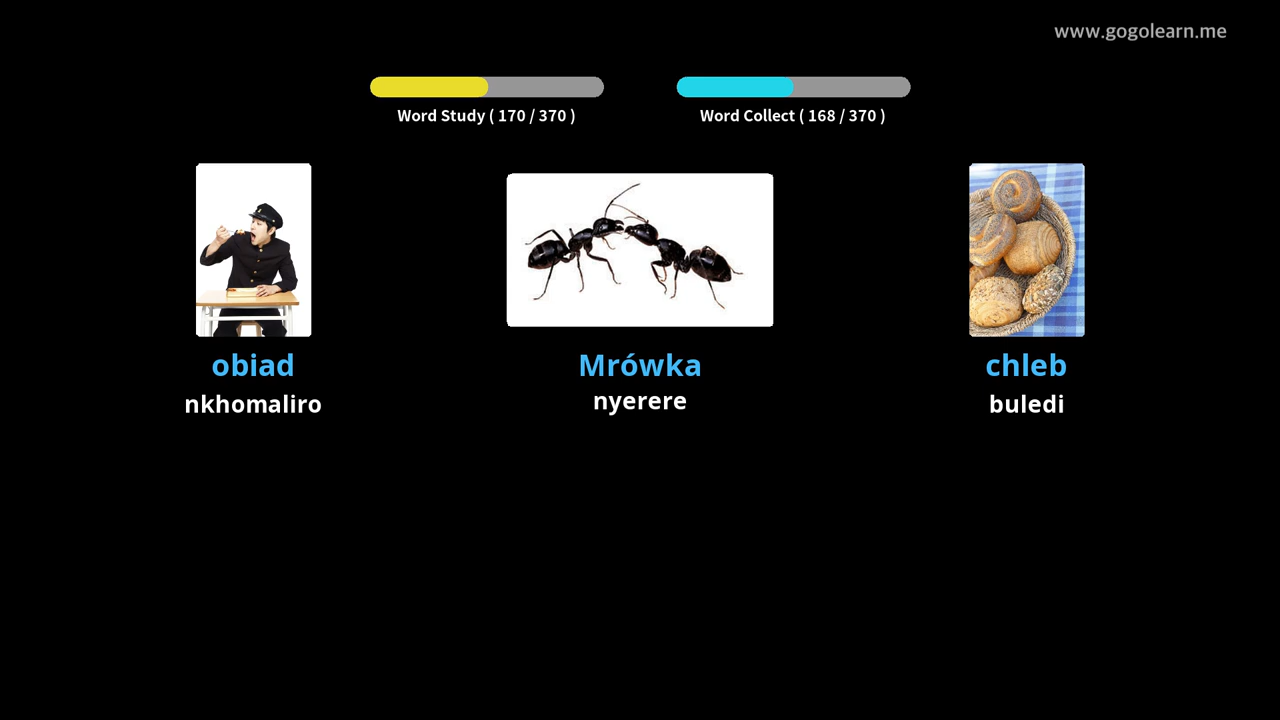 www.gogolearn.me
Word Study ( 170 / 370 )
Word Collect ( 168 / 370 )
obiad
nkhomaliro
Mrówka
nyerere
chleb
buledi